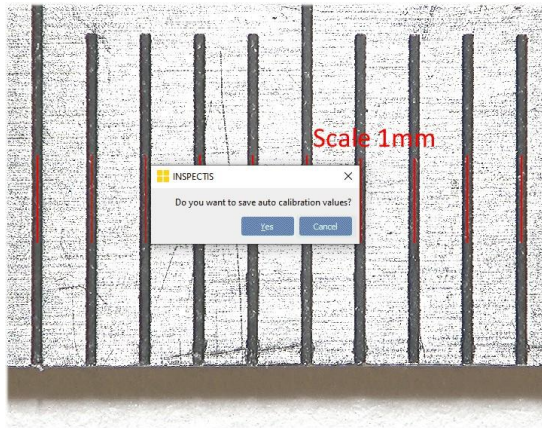 Scale 1mm
INSPECTIS
Do you want to save auto calibration values?
Yes
Cancel